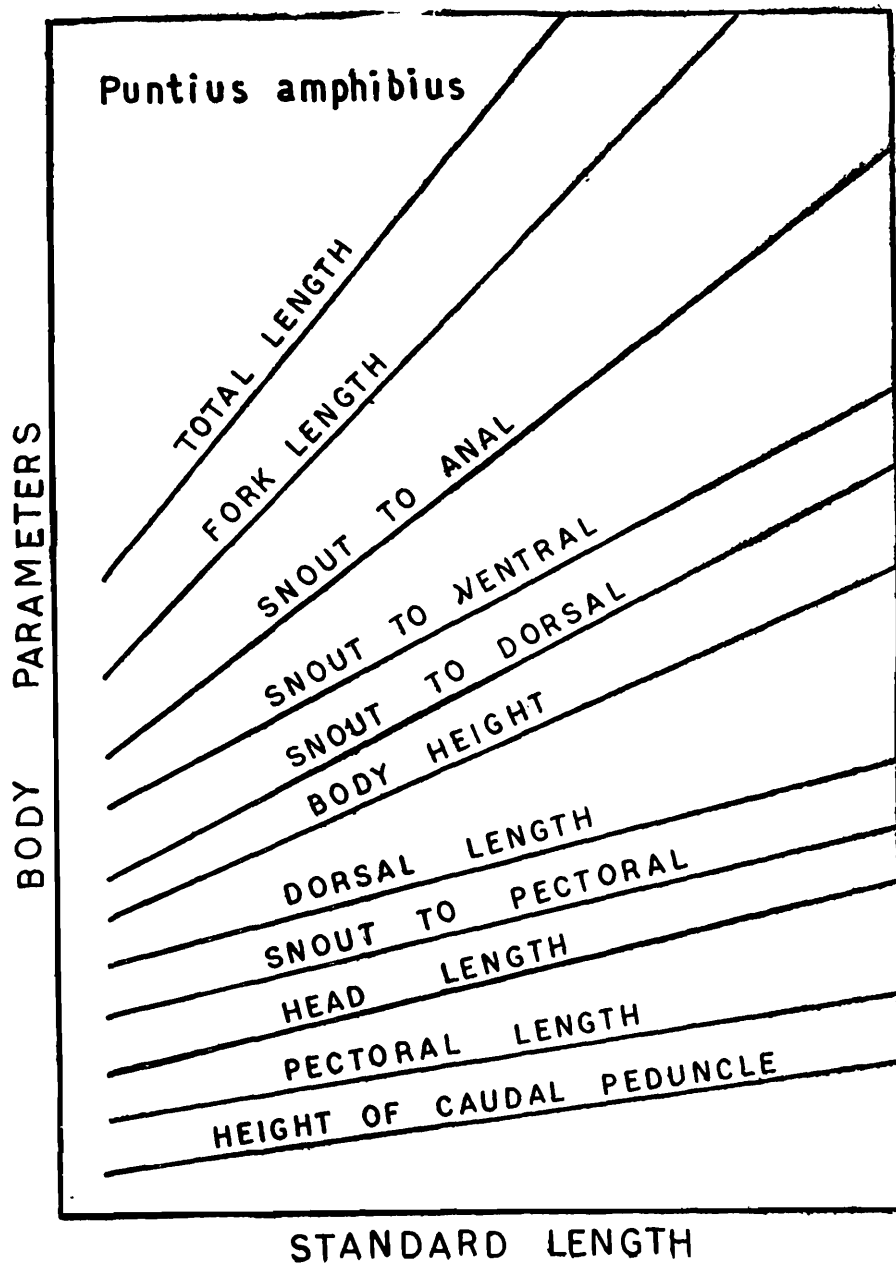 Puntius amphibius
TOTAL LENGTH
FORK LENGTH
SNOUT TO ANAL
SNOUT TO VENTRAL
SNOUT TO DORSAL
BODY HEIGHT
DORSAL LENGTH
SNOUT TO PECTORAL
HEAD LENGTH
PECTORAL LENGTH
HEIGHT OF CAUDAL PEDUNCLE
BODY PARAMETERS
STANDARD LENGTH